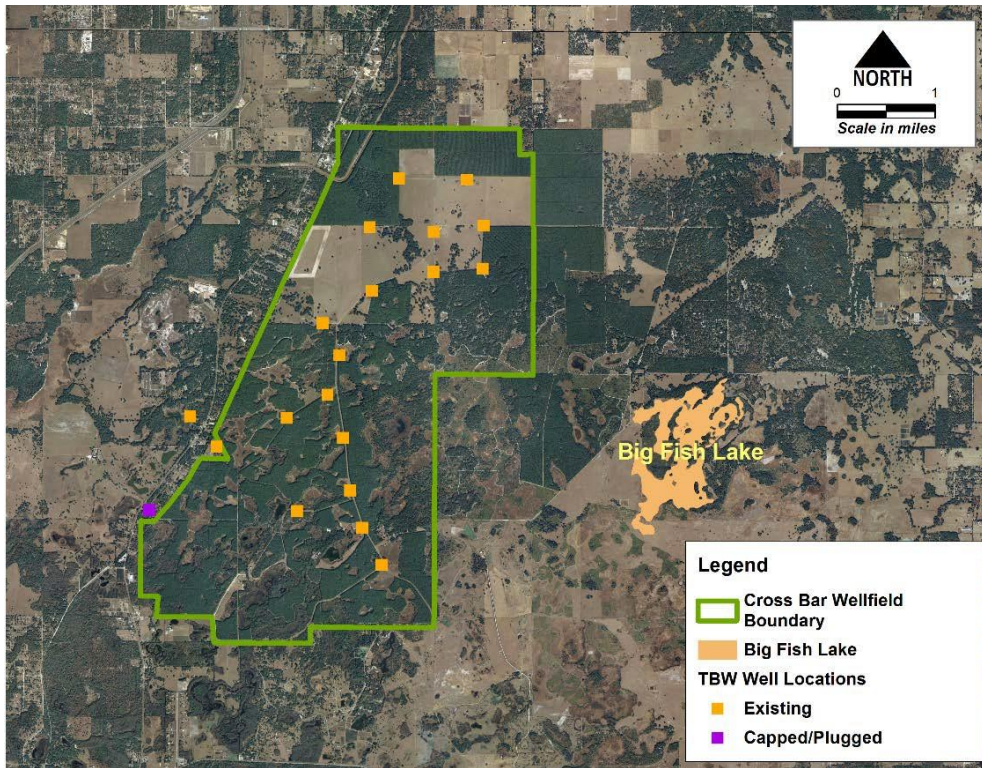 NORTH
0 1
Scale in miles
Big Fish Lake
Legend
Cross Bar Wellfield
Boundary
Big Fish Lake
TBW Well Locations
Existing
Capped/Plugged